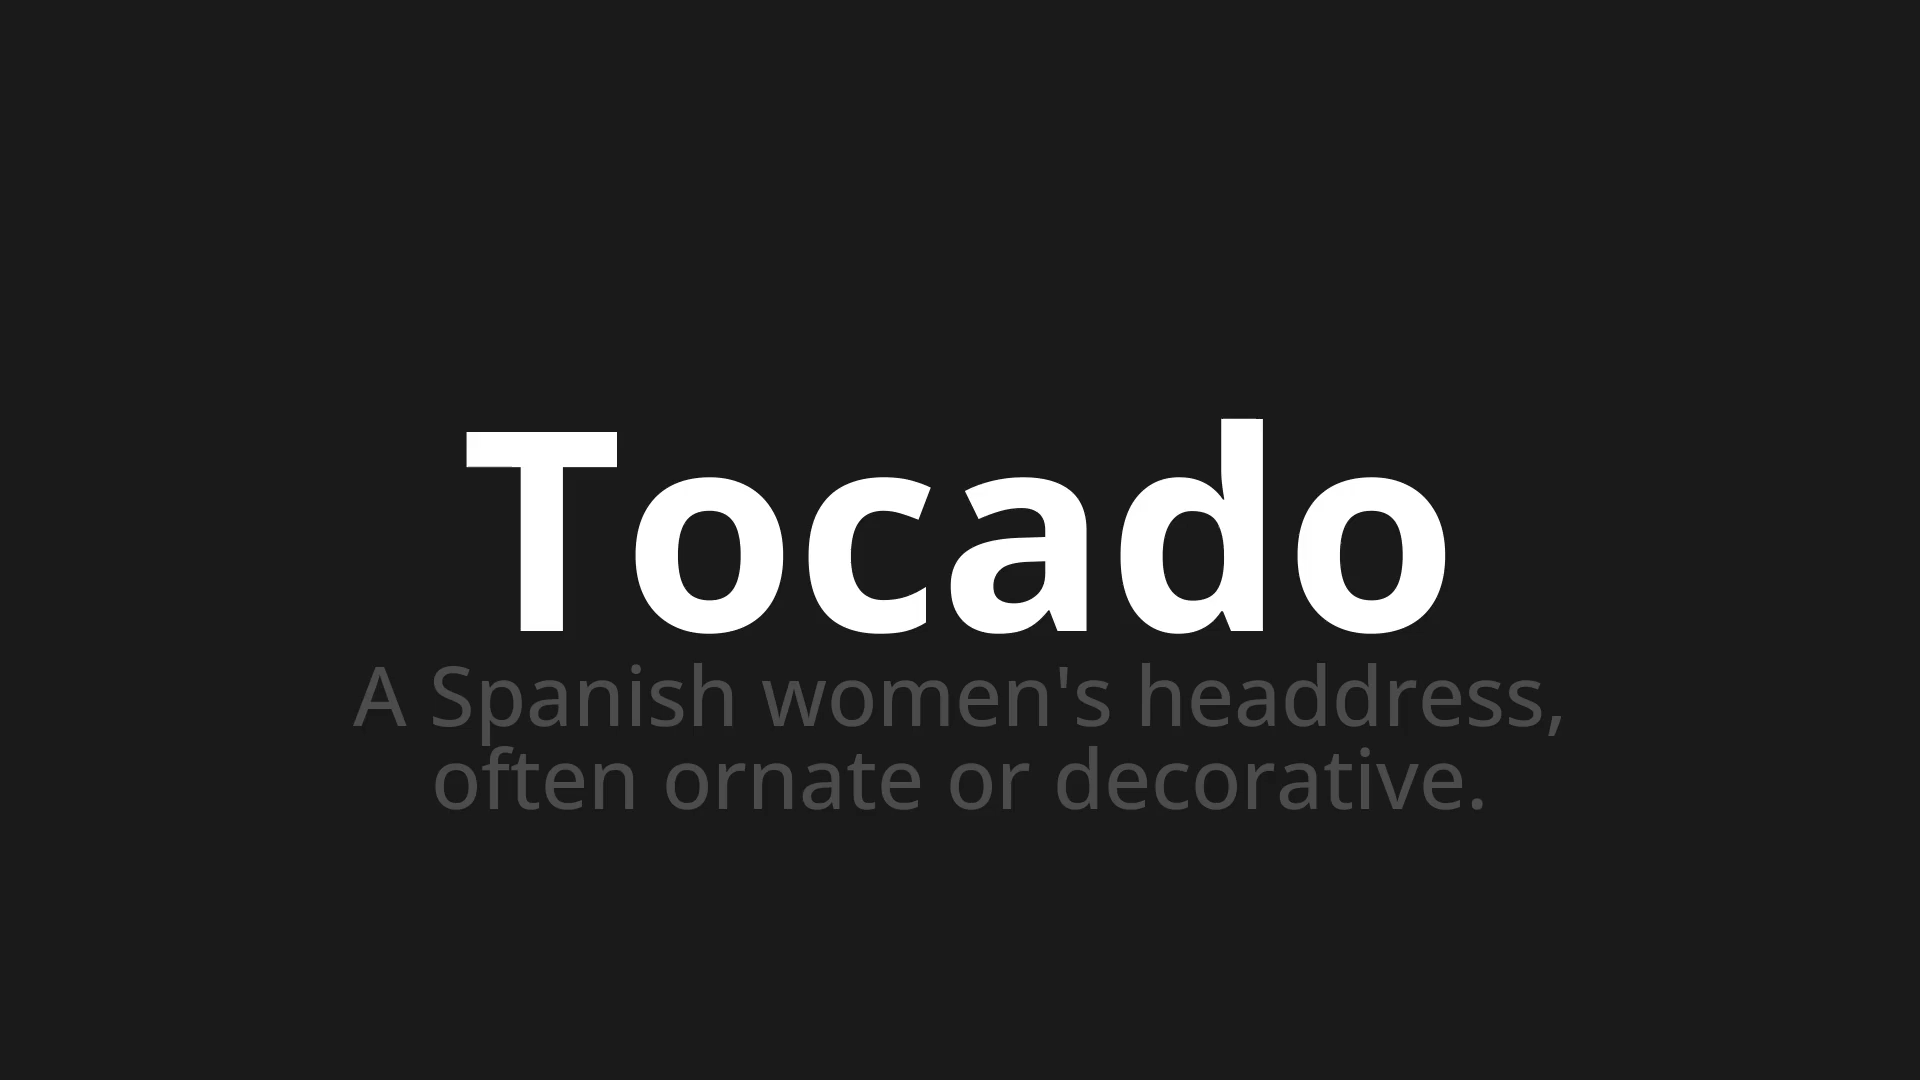 Tocado
A Spanish women's headdress,
often ornate or decorative.